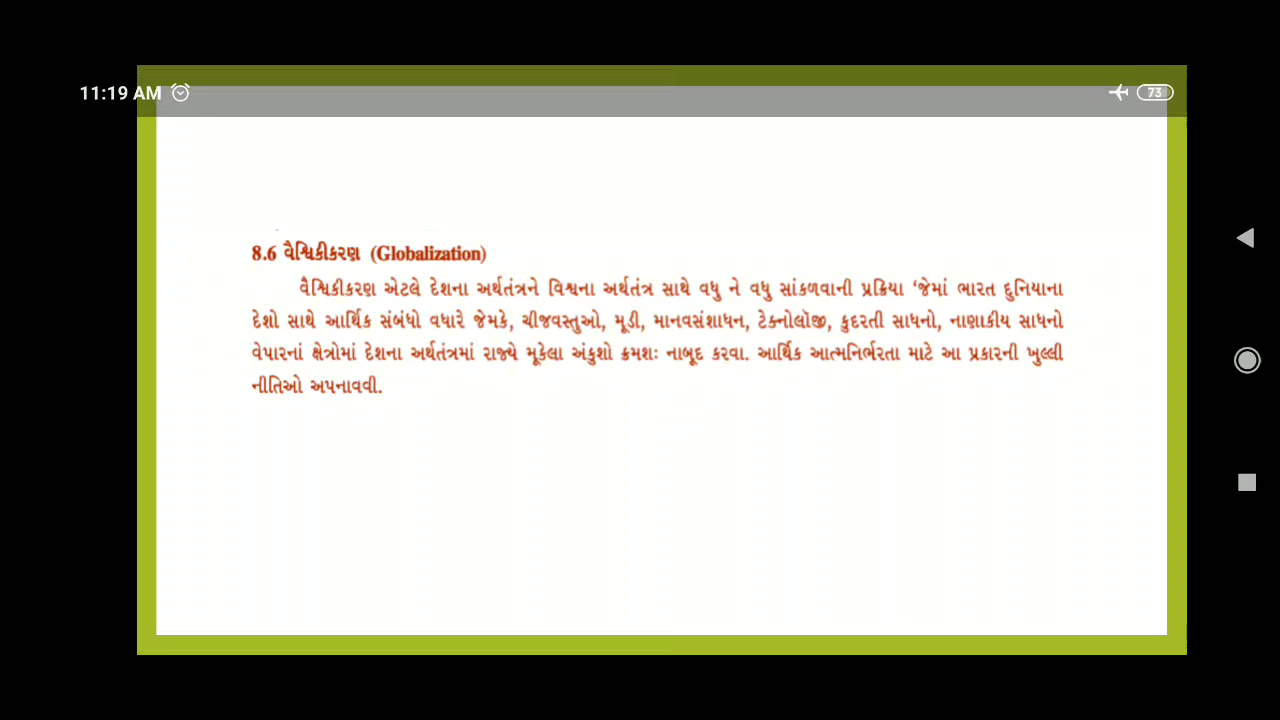 11:19 AM
73
8.6 વૈશ્વિકીકરણ (Globalization)
વૈશ્વિકીકરણ એટલે દેશના અર્થતંત્રને વિશ્વના અર્થતંત્ર સાથે વધુ ને વધુ સાંકળવાની પ્રક્રિયા ‘જેમાં ભારત દુનિયાના
દેશો સાથે આર્થિક સંબંધો વધારે જેમકે, ચીજવસ્તુઓ, મૂડી, માનવસંશાધન, ટેક્નોલૉજી, કુદરતી સાધનો, નાણાકીય સાધનો
વેપારનાં ક્ષેત્રોમાં દેશના અર્થતંત્રમાં રાજ્યે મૂકેલા અંકુશો ક્રમશઃ નાબૂદ કરવા. આર્થિક આત્મનિર્ભરતા માટે આ પ્રકારની ખુલ્લી
નીતિઓ અપનાવવી.